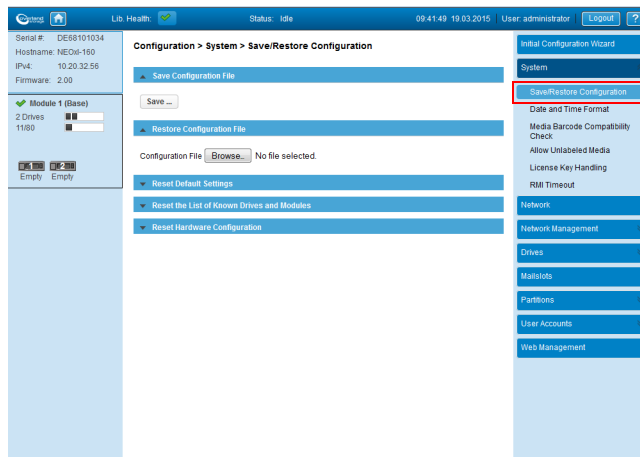 Overland
Lib. Health:
Status: Idle
09:41:49 19.03.2015
User: administrator
Logout
?
Serial #: DE68101034
Hostname: NEOxl-160
IPv4: 10.20.32.56
Firmware: 2.00
Module 1 (Base)
2 Drives
11/80
1 2
Empty Empty
Configuration > System > Save/Restore Configuration
Save Configuration File
Save ...
Restore Configuration File
Configuration File Browse.. No file selected.
Reset Default Settings
Reset the List of Known Drives and Modules
Reset Hardware Configuration
Initial Configuration Wizard
System
Save/Restore Configuration
Date and Time Format
Media Barcode Compatibility
Check
Allow Unlabeled Media
License Key Handling
RMI Timeout
Network
Network Management
Drives
Mailslots
Partitions
User Accounts
Web Management